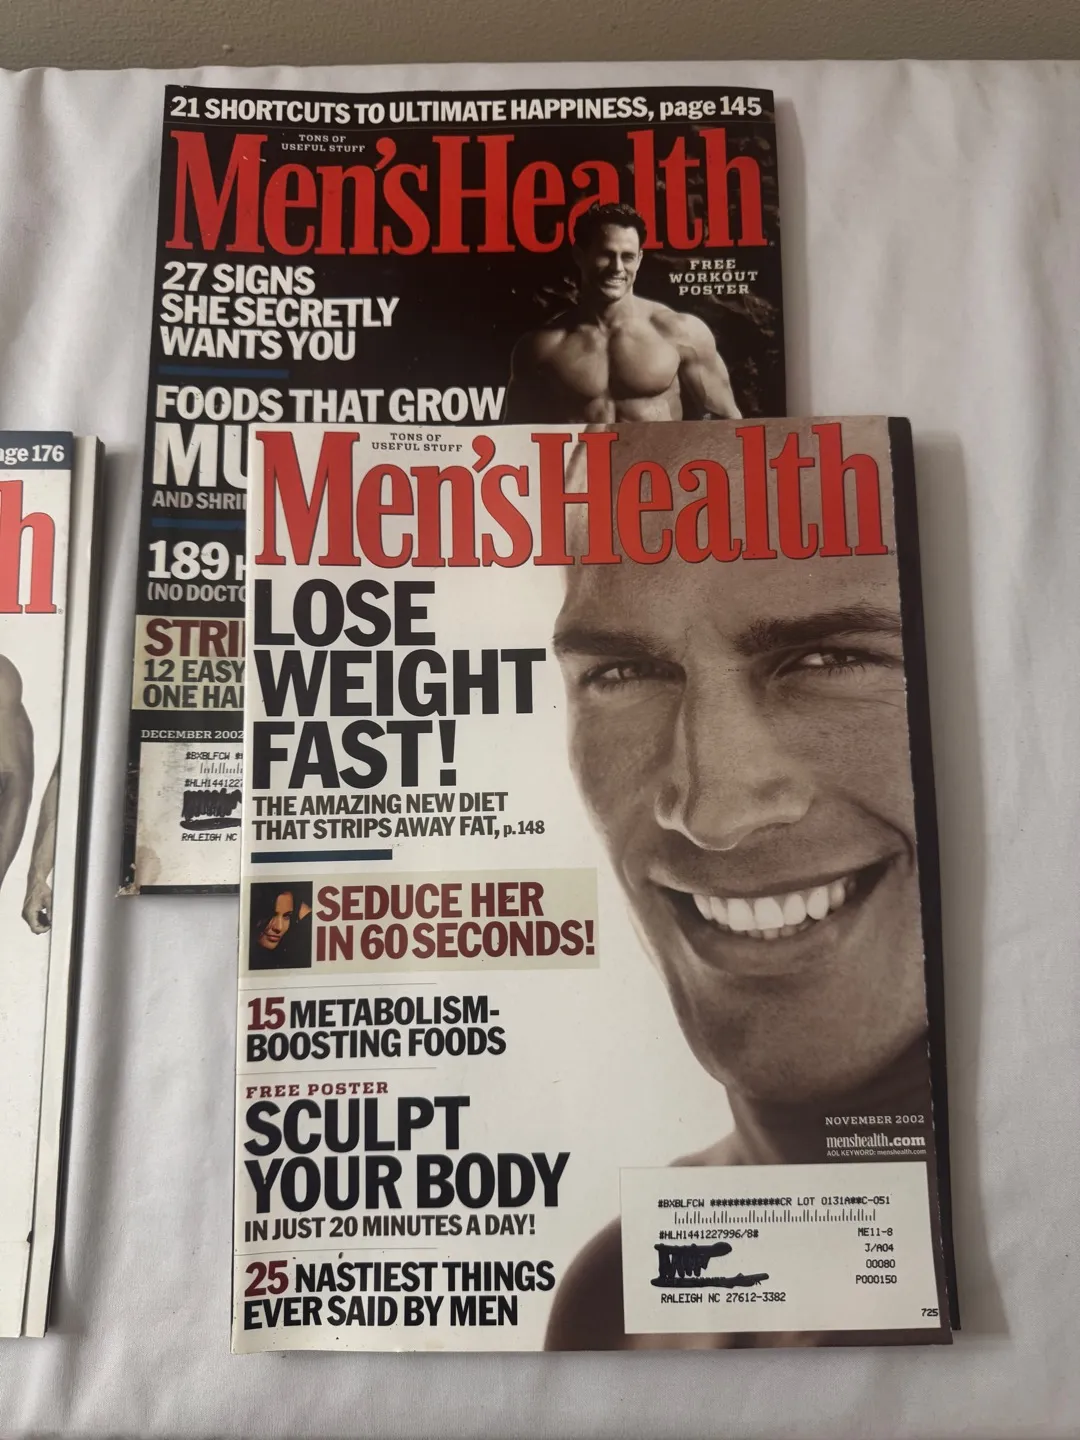 21 SHORTCUTS TO ULTIMATE HAPPINESS, page 145
TONS OF
USEFUL STUFF
Men'sHealth
FREE
WORKOUT
POSTER
27 SIGNS
SHE SECRETLY
WANTS YOU
FOODS THAT GROW
MU
AND SHRI
189
(NO DOCTO
STRI
12 EASY
ONE HA
DECEMBER 2002
#BXBLFCW
#HLH144122
RALEIGH NC
age 176
h
TONS OF
USEFUL STUFF
Men'sHealth
LOSE
WEIGHT
FAST!
THE AMAZING NEW DIET
THAT STRIPS AWAY FAT, p.148
SEDUCE HER
IN 60 SECONDS!
15 METABOLISM-
BOOSTING FOODS
FREE POSTER
SCULPT
YOUR BODY
IN JUST 20 MINUTES A DAY!
25 NASTIEST THINGS
EVER SAID BY MEN
NOVEMBER 2002
menshealth.com
AOL KEYWORD: menshealth.com
#BXBLFCW ************CR LOT 0131A**C-051
#HLH1441227996/8# ME11-8
J/A04
00080
P000150
RALEIGH NC 27612-3382
725